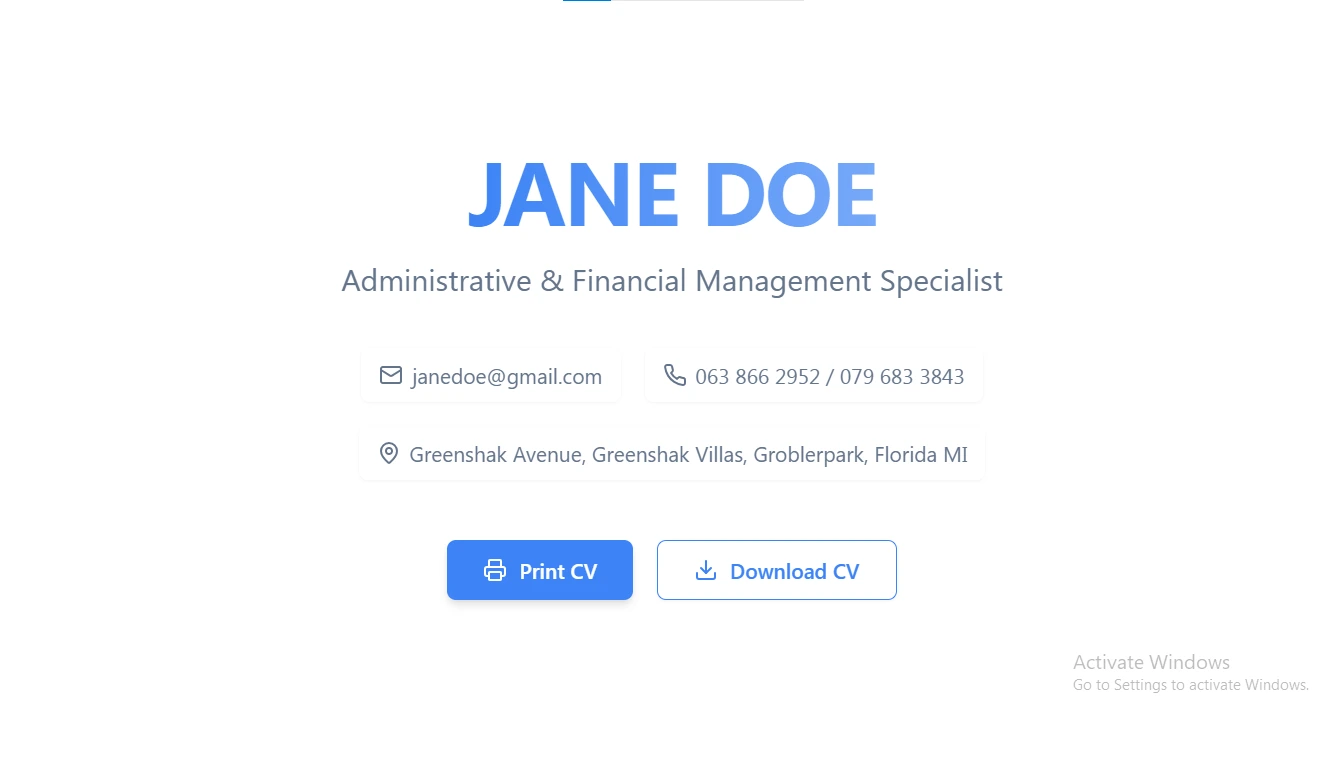 JANE DOE
Administrative & Financial Management Specialist
janedoe@gmail.com
063 866 2952 / 079 683 3843
Greenshak Avenue, Greenshak Villas, Groblerpark, Florida MI
Print CV
Download CV
Activate Windows
Go to Settings to activate Windows.